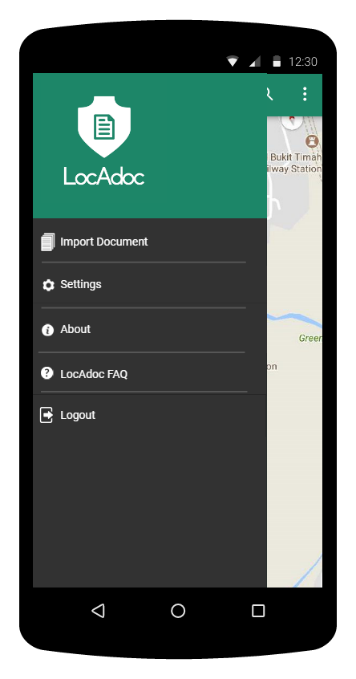 12:30
LocAdoc
Bukit Timah
ilway Station
Import Document
Settings
About
Green
LocAdoc FAQ
on
Logout